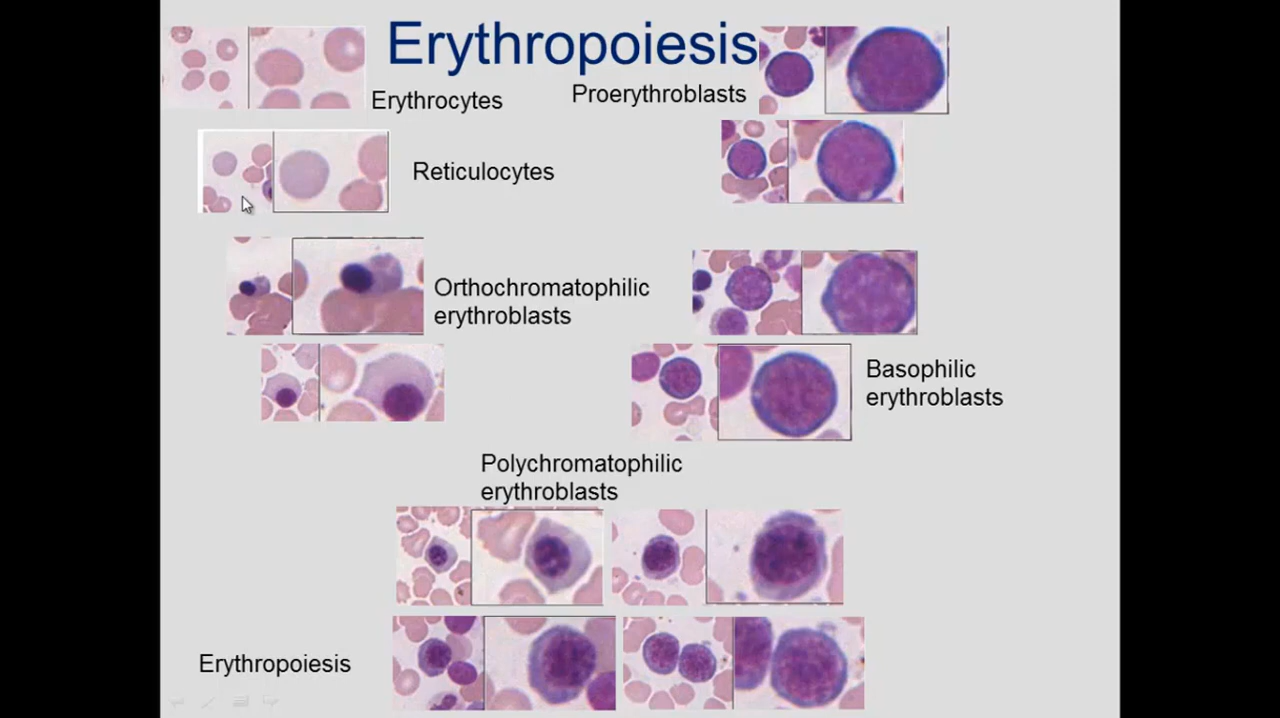 Erythropoiesis
Erythrocytes
Proerythroblasts
Reticulocytes
Orthochromatophilic
erythroblasts
Basophilic
erythroblasts
Polychromatophilic
erythroblasts
Erythropoiesis